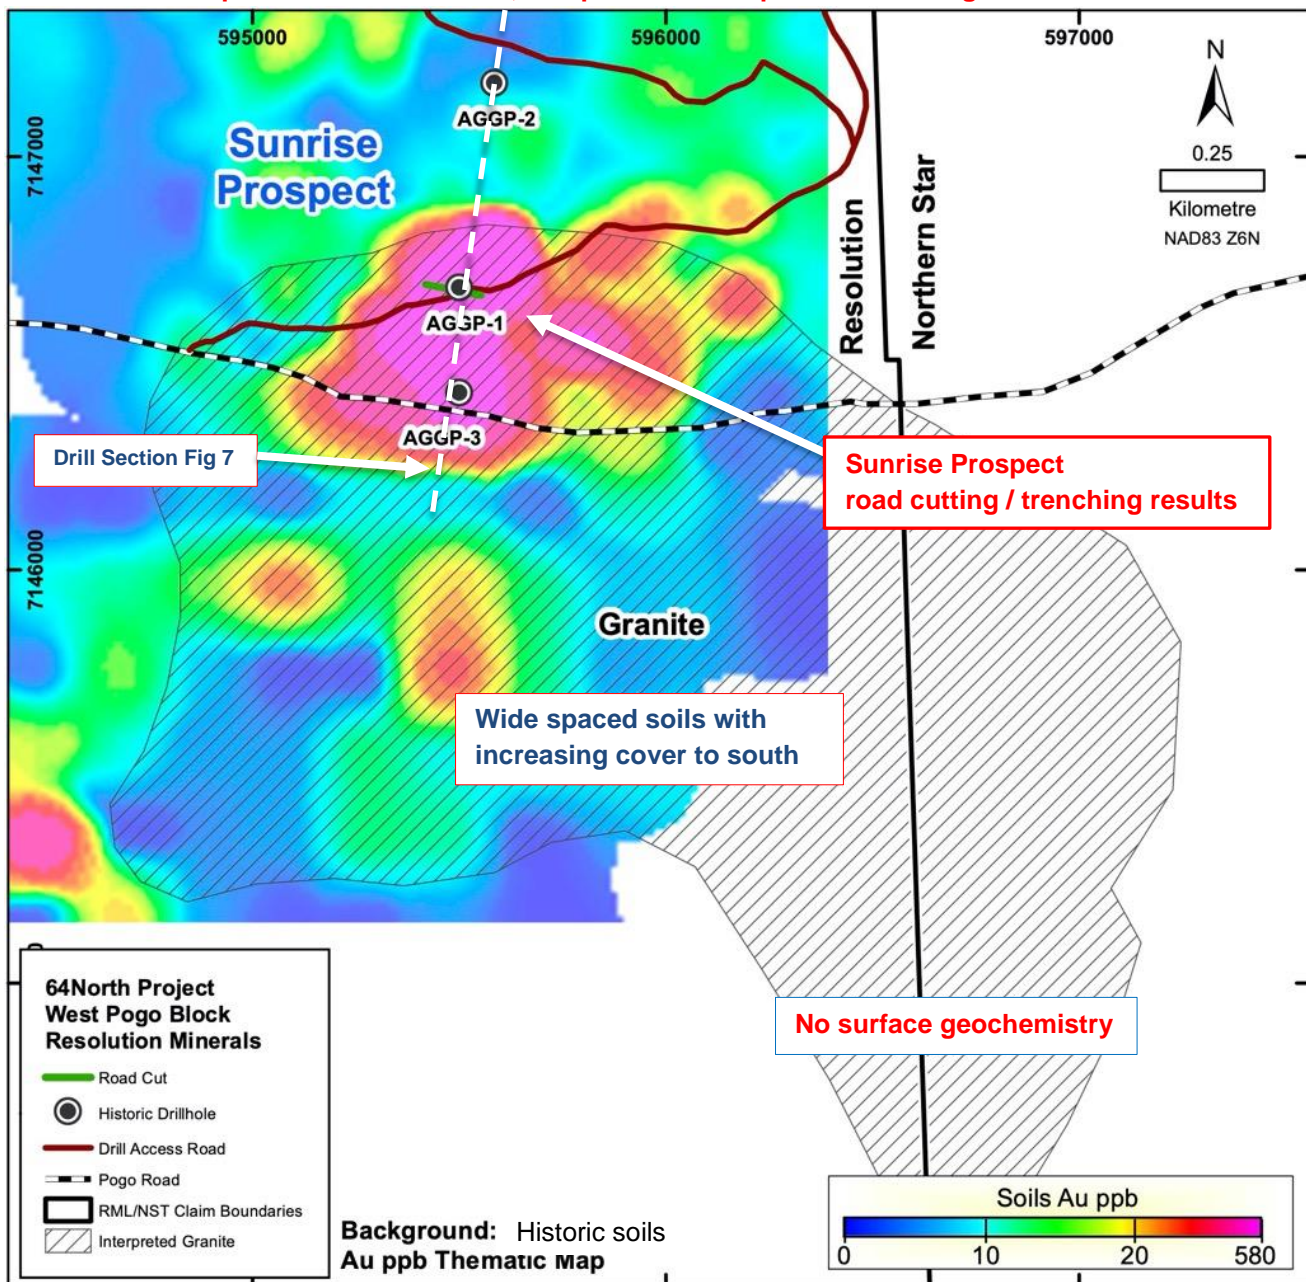 595000
596000
597000
N
AGGP-2
Sunrise
Prospect
7147000
0.25
Kilometre
NAD83 Z6N
Resolution
Northern Star
AGGP-1
AGGP-3
Drill Section Fig 7
Sunrise Prospect
road cutting / trenching results
7146000
Granite
Wide spaced soils with
increasing cover to south
No surface geochemistry
64North Project
West Pogo Block
Resolution Minerals
Road Cut
Historic Drillhole
Drill Access Road
Pogo Road
RML/NST Claim Boundaries
Interpreted Granite
Background: Historic soils
Au ppb Thematic Map
Soils Au ppb
0 10 20 580